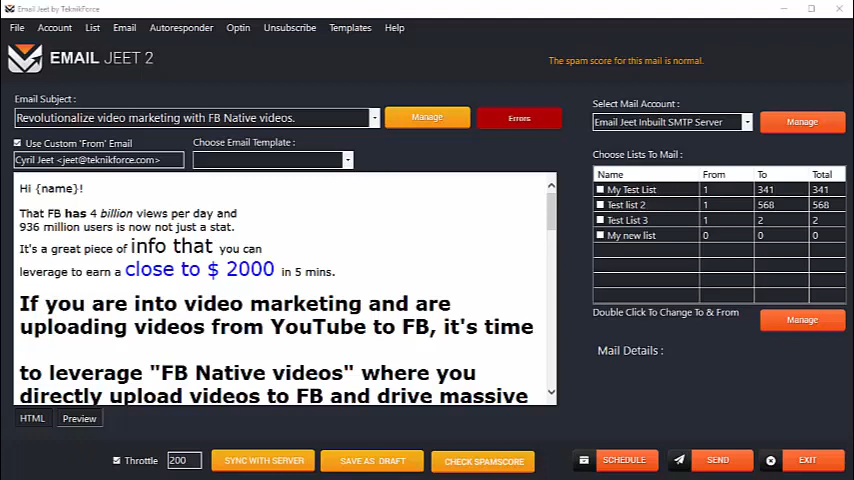 Email Jeet by TeknikForce
File Account List Email Autoresponder Optin Unsubscribe Templates Help
EMAIL JEET 2
The spam score for this mail is normal.
Email Subject :
Revolutionalize video marketing with FB Native videos.
Manage
Errors
Select Mail Account :
Email Jeet Inbuilt SMTP Server
Manage
Use Custom "From" Email
Choose Email Template :
Cyril Jeet <jeet@teknikforce.com>
Choose Lists To Mail :
Name From To Total
My Test List 1 341 341
Test list 2 1 568 568
Test List 3 1 2 2
My new list 0 0 0
Hi {name}!
That FB has 4 billion views per day and
936 million users is now not just a stat.
It's a great piece of info that you can
leverage to earn a close to $ 2000 in 5 mins.
If you are into video marketing and are
uploading videos from YouTube to FB, it's time
to leverage "FB Native videos" where you
directly upload videos to FB and drive massive
Double Click To Change To & From
Manage
Mail Details :
HTML Preview
Throttle 200 SYNC WITH SERVER SAVE AS DRAFT CHECK SPAMSCORE SCHEDULE SEND EXIT